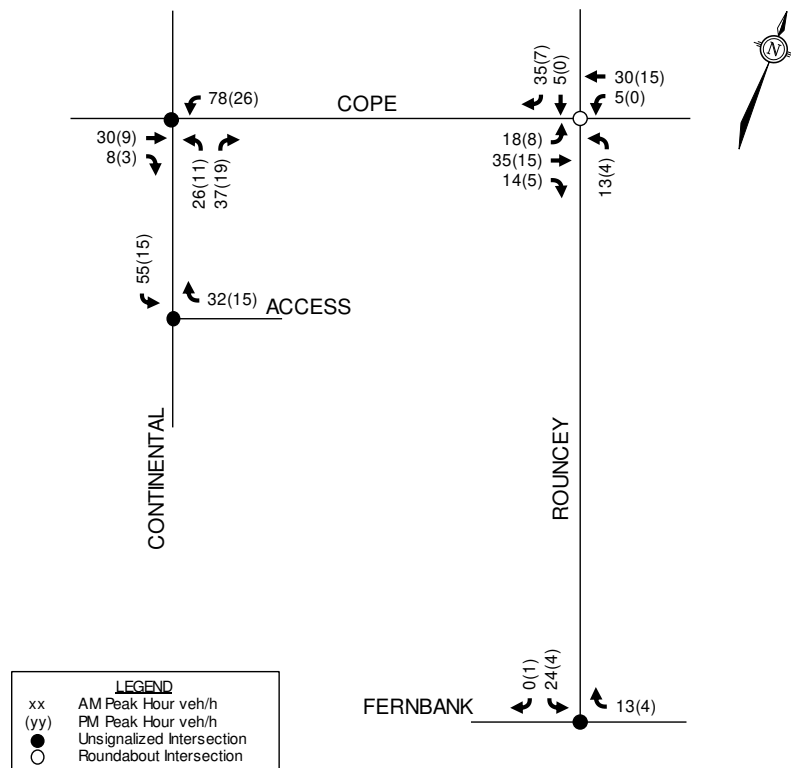 N
35(7)
5(0)
30(15)
5(0)
78(26)
COPE
30(9)
8(3)
26(11)
37(19)
18(8)
35(15)
14(5)
13(4)
55(15)
32(15)
ACCESS
CONTINENTAL
ROUNCEY
0(1)
24(4)
FERNBANK
13(4)
LEGEND
xx AM Peak Hour veh/h
(yy) PM Peak Hour veh/h
Unsignalized Intersection
Roundabout Intersection